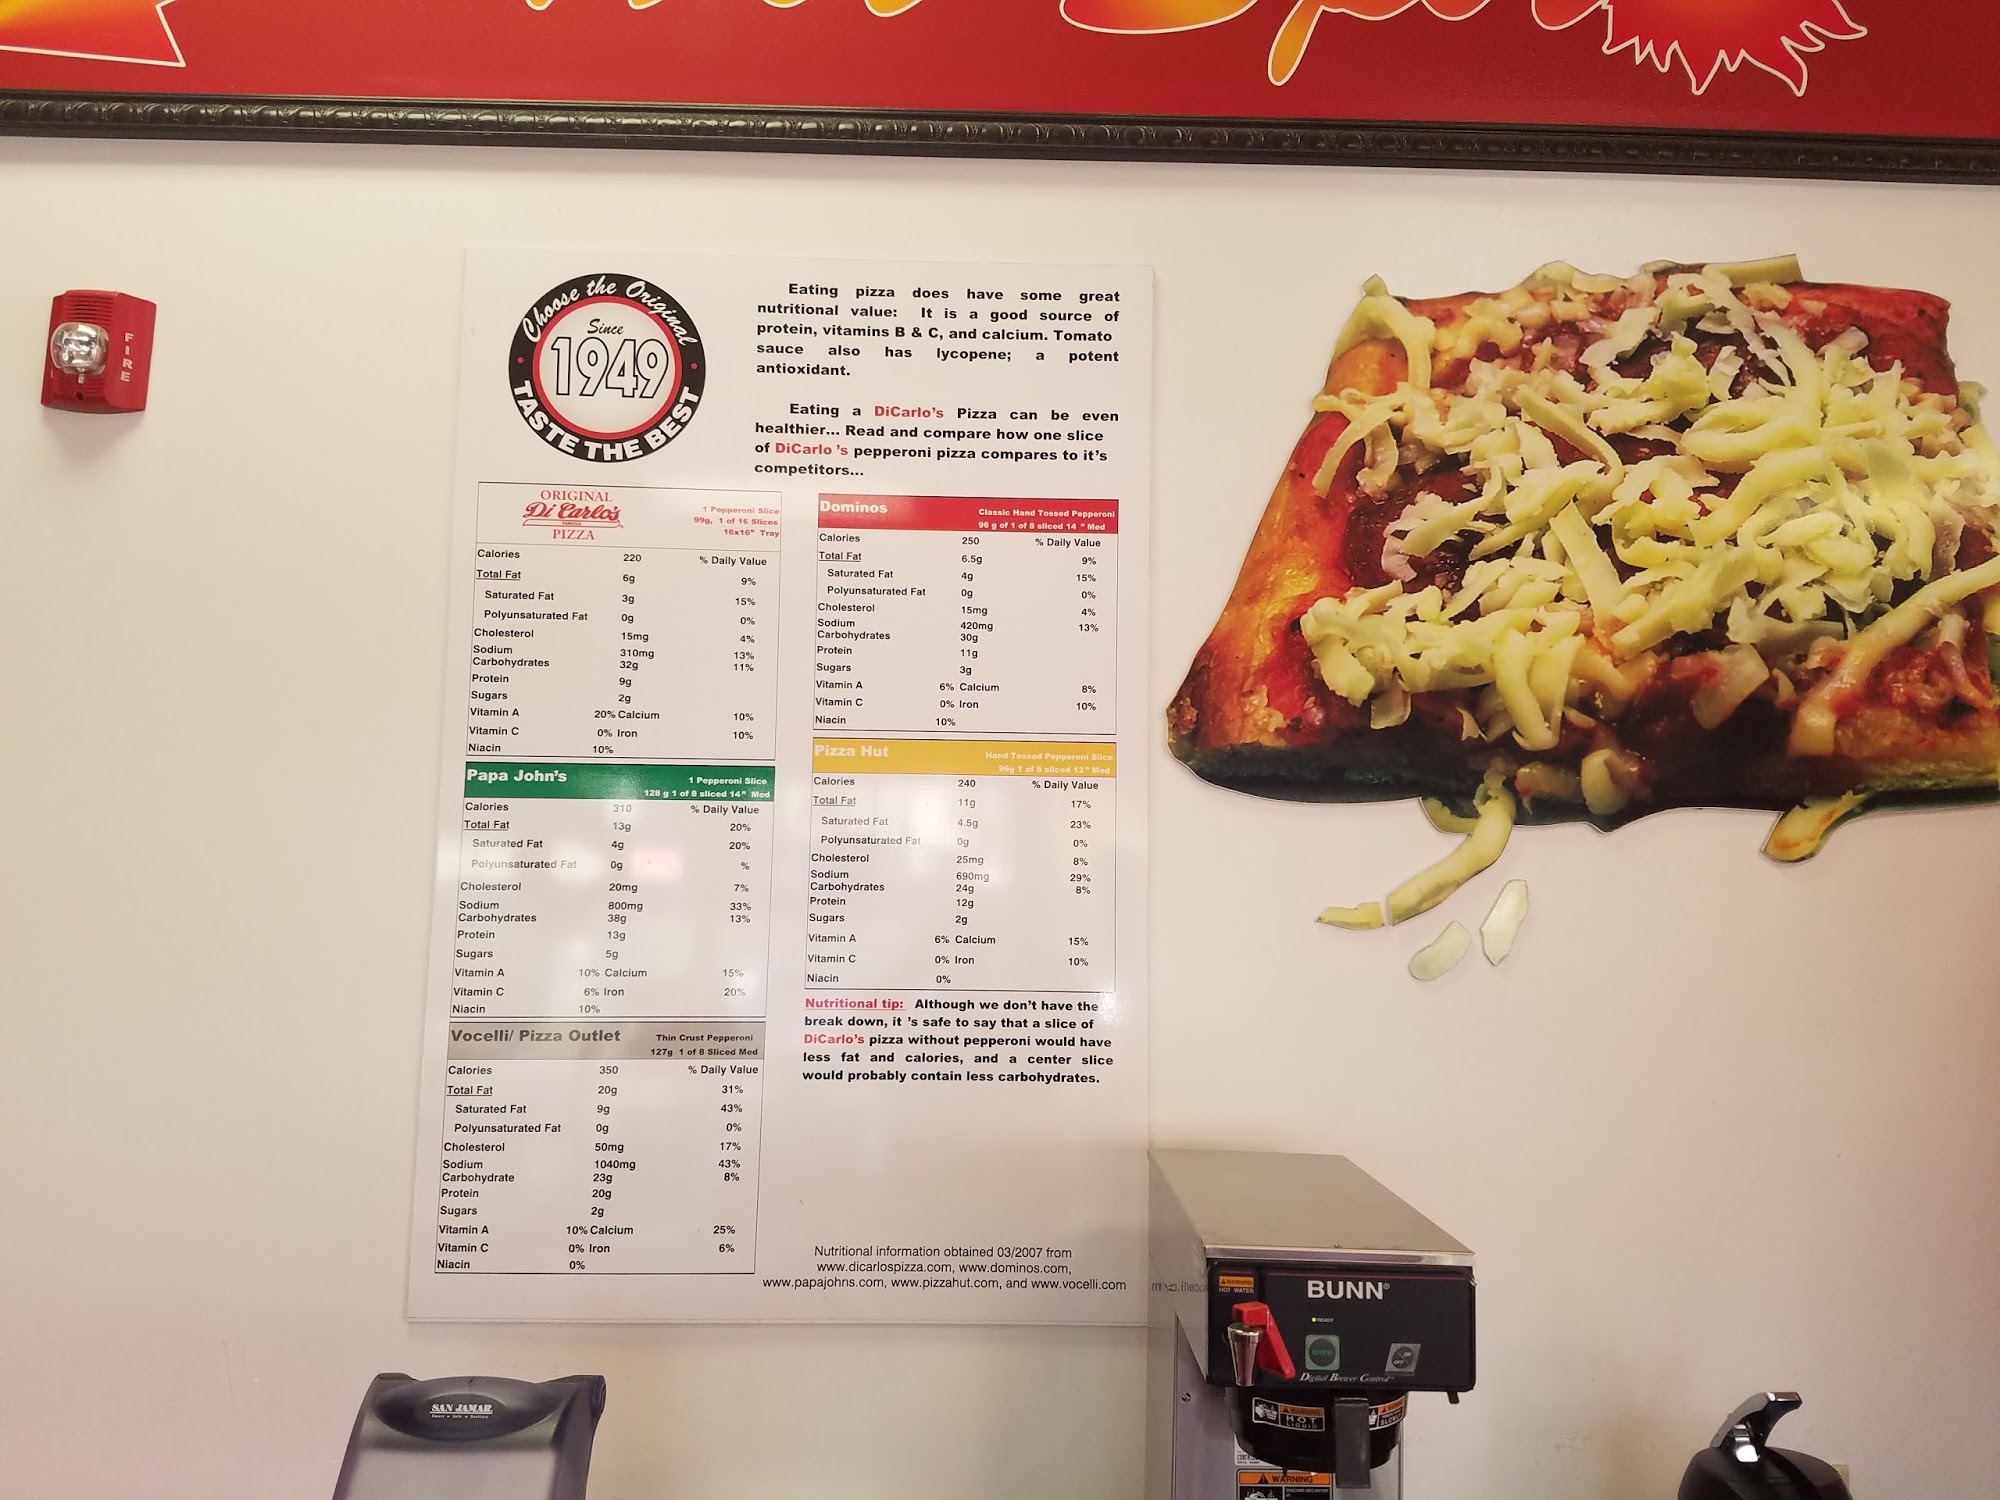 FIRE
Choose the Original
Since
1949
TASTE THE BEST
Eating pizza does have some great
nutritional value: It is a good source of
protein, vitamins B & C, and calcium. Tomato
sauce also has lycopene; a potent
antioxidant.
Eating a DiCarlo's Pizza can be even
healthier... Read and compare how one slice
of DiCarlo 's pepperoni pizza compares to it's
competitors...
ORIGINAL
Di Carlo's
FAMOUS
PIZZA
1 Pepperoni Slice
99g, 1 of 16 Slices
16x16" Tray
Calories 220 % Daily Value
Total Fat 6g 9%
Saturated Fat 3g 15%
Polyunsaturated Fat 0g 0%
Cholesterol 15mg 4%
Sodium 310mg 13%
Carbohydrates 32g 11%
Protein 9g
Sugars 2g
Vitamin A 20% Calcium 10%
Vitamin C 0% Iron 10%
Niacin 10%
Papa John's
1 Pepperoni Slice
128 g 1 of 8 sliced 14" Med
Calories 310 % Daily Value
Total Fat 13g 20%
Saturated Fat 4g 20%
Polyunsaturated Fat 0g %
Cholesterol 20mg 7%
Sodium 800mg 33%
Carbohydrates 38g 13%
Protein 13g
Sugars 5g
Vitamin A 10% Calcium 15%
Vitamin C 6% Iron 20%
Niacin 10%
Vocelli/ Pizza Outlet
Thin Crust Pepperoni
127g 1 of 8 Sliced Med
Calories 350 % Daily Value
Total Fat 20g 31%
Saturated Fat 9g 43%
Polyunsaturated Fat 0g 0%
Cholesterol 50mg 17%
Sodium 1040mg 43%
Carbohydrate 23g 8%
Protein 20g
Sugars 2g
Vitamin A 10% Calcium 25%
Vitamin C 0% Iron 6%
Niacin 0%
Dominos
Classic Hand Tossed Pepperoni
96 g of 1 of 8 sliced 14 " Med
Calories 250 % Daily Value
Total Fat 6.5g 9%
Saturated Fat 4g 15%
Polyunsaturated Fat 0g 0%
Cholesterol 15mg 4%
Sodium 420mg 13%
Carbohydrates 30g
Protein 11g
Sugars 3g
Vitamin A 6% Calcium 8%
Vitamin C 0% Iron 10%
Niacin 10%
Pizza Hut
Hand Tossed Pepperoni Slice
96g 1 of 8 sliced 12" Med
Calories 240 % Daily Value
Total Fat 11g 17%
Saturated Fat 4.5g 23%
Polyunsaturated Fat 0g 0%
Cholesterol 25mg 8%
Sodium 690mg 29%
Carbohydrates 24g 8%
Protein 12g
Sugars 2g
Vitamin A 6% Calcium 15%
Vitamin C 0% Iron 10%
Niacin 0%
Nutritional tip: Although we don't have the
break down, it 's safe to say that a slice of
DiCarlo's pizza without pepperoni would have
less fat and calories, and a center slice
would probably contain less carbohydrates.
Nutritional information obtained 03/2007 from
www.dicarlospizza.com, www.dominos.com,
www.papajohns.com, www.pizzahut.com, and www.vocelli.com
SAN JAMAR
WARNING
HOT WATER
BUNN®
READY
BREW
ON
OFF
Digital Brewer Control
WARNING
HOT
LIQUID
WARNING